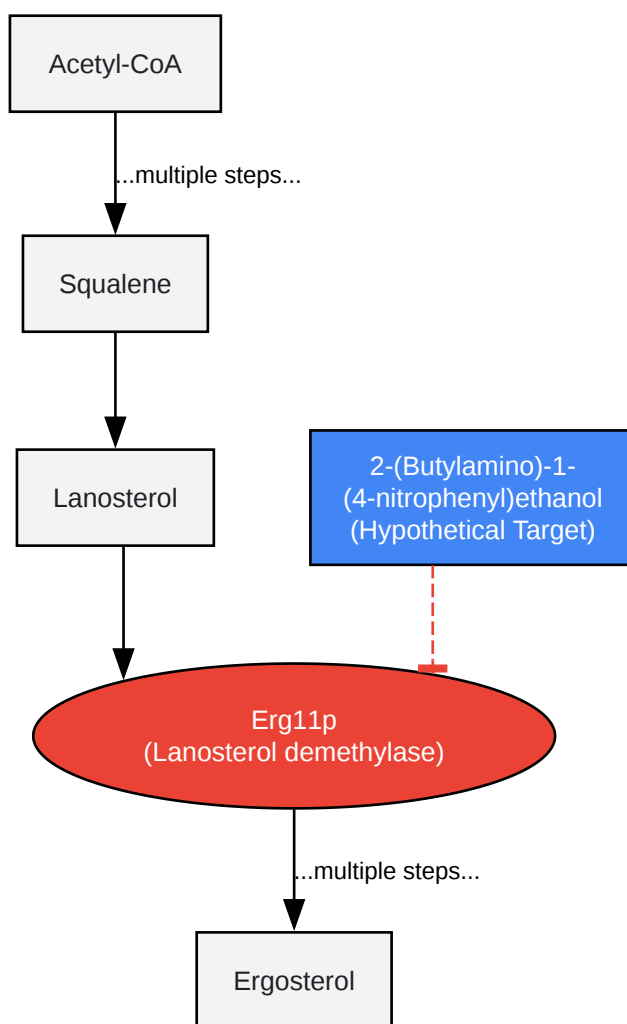 Acetyl-CoA
...multiple steps...
Squalene
Lanosterol
2-(Butylamino)-1-
(4-nitrophenyl)ethanol
(Hypothetical Target)
Erg11p
(Lanosterol demethylase)
...multiple steps...
Ergosterol